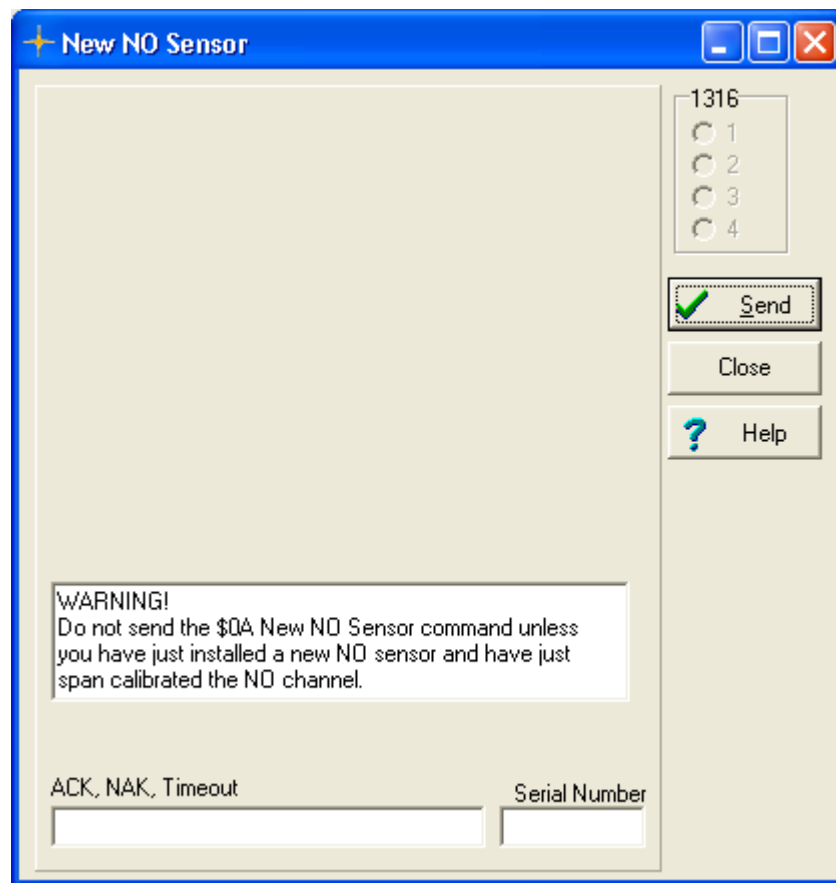 New NO Sensor
1316
1
2
3
4
Send
Close
? Help
WARNING!
Do not send the $0A New NO Sensor command unless
you have just installed a new NO sensor and have just
span calibrated the NO channel.
ACK, NAK, Timeout
Serial Number